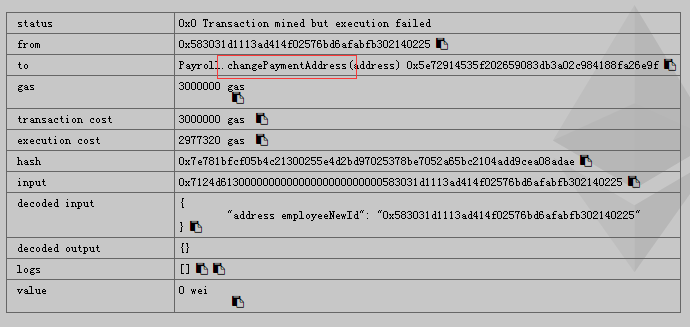 status 0x0 Transaction mined but execution failed
from 0x583031d1113ad414f02576bd6afabfb302140225
to Payroll.changePaymentAddress(address) 0x5e72914535f202659083db3a02c984188fa26e9f
gas 3000000 gas
transaction cost 3000000 gas
execution cost 2977320 gas
hash 0x7e781bfcf05b4c21300255e4d2bd97025378be7052a65bc2104add9cea08adae
input 0x7124d6130000000000000000000000000583031d1113ad414f02576bd6afabfb302140225
decoded input {
"address employeeNewId": "0x583031d1113ad414f02576bd6afabfb302140225"
}
decoded output {}
logs []
value 0 wei